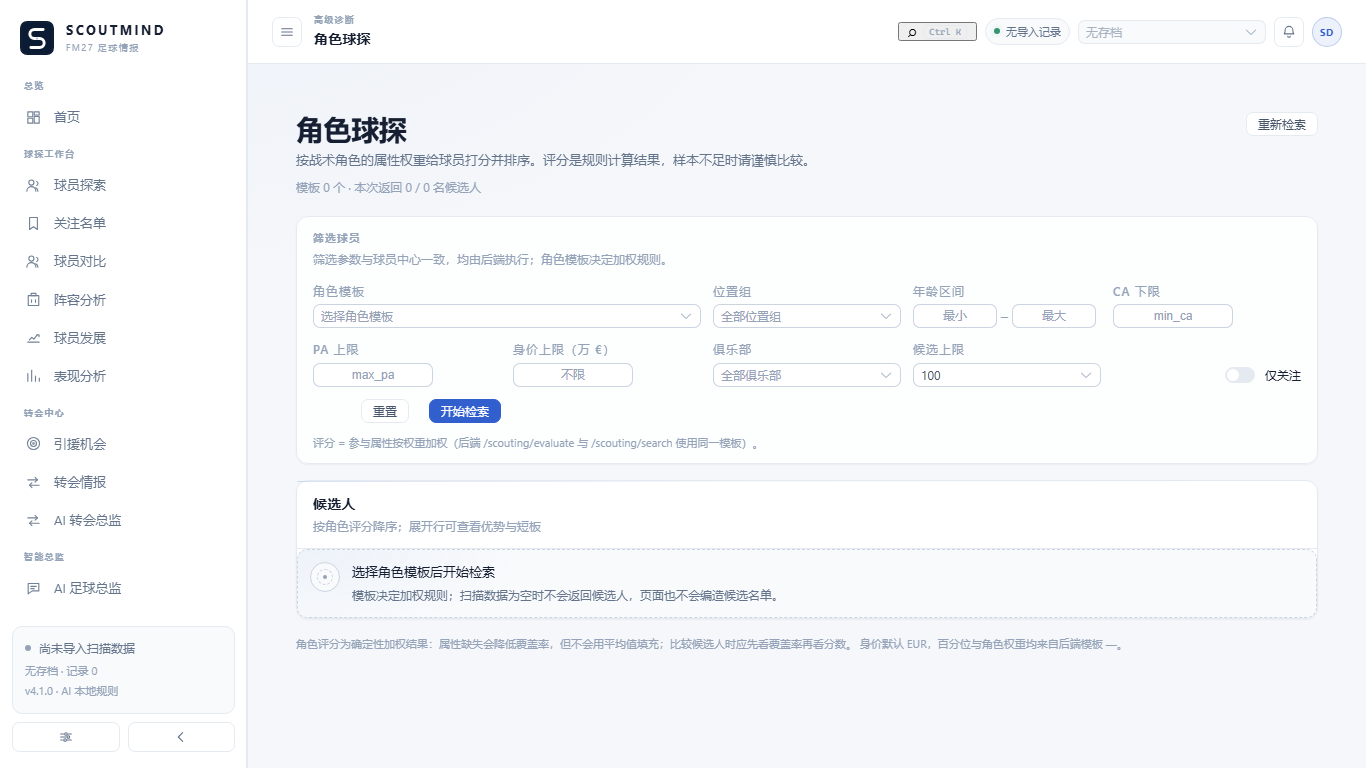 SCOUTMIND
FM27 足球情报
总览
首页
球探工作台
球员探索
关注名单
球员对比
阵容分析
球员发展
表现分析
转会中心
引援机会
转会情报
AI 转会总监
智能总监
AI 足球总监
尚未导入扫描数据
无存档 · 记录 0
v4.1.0 · AI 本地规则
高级诊断
角色球探
Ctrl K
无导入记录
无存档
SD
角色球探
重新检索
按战术角色的属性权重给球员打分并排序。评分是规则计算结果，样本不足时请谨慎比较。
模板 0 个 · 本次返回 0 / 0 名候选人
筛选球员
筛选参数与球员中心一致，均由后端执行；角色模板决定加权规则。
角色模板 位置组 年龄区间 CA 下限
选择角色模板 全部位置组 最小 – 最大 min_ca
PA 上限 身价上限（万 €） 俱乐部 候选上限
max_pa 不限 全部俱乐部 100 仅关注
重置 开始检索
评分 = 参与属性按权重加权（后端 /scouting/evaluate 与 /scouting/search 使用同一模板）。
候选人
按角色评分降序；展开行可查看优势与短板
选择角色模板后开始检索
模板决定加权规则；扫描数据为空时不会返回候选人，页面也不会编造候选名单。
角色评分为确定性加权结果：属性缺失会降低覆盖率，但不会用平均值填充；比较候选人时应先看覆盖率再看分数。 身价默认 EUR，百分位与角色权重均来自后端模板 —。